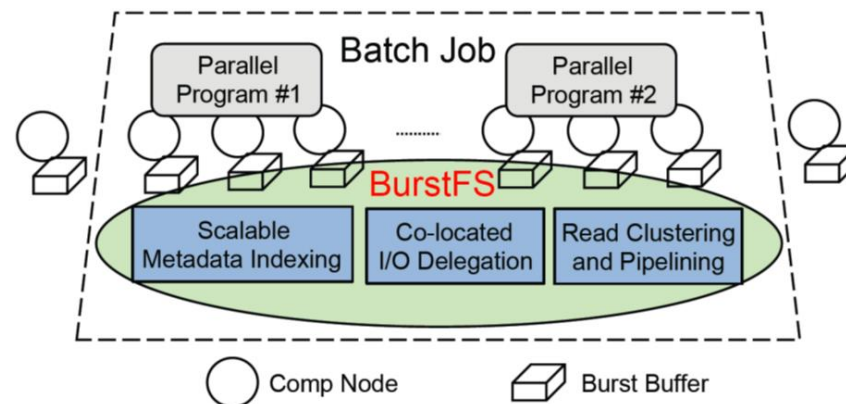 Batch Job
Parallel
Program #1
Parallel
Program #2
..........
BurstFS
Scalable
Metadata Indexing
Co-located
I/O Delegation
Read Clustering
and Pipelining
Comp Node
Burst Buffer